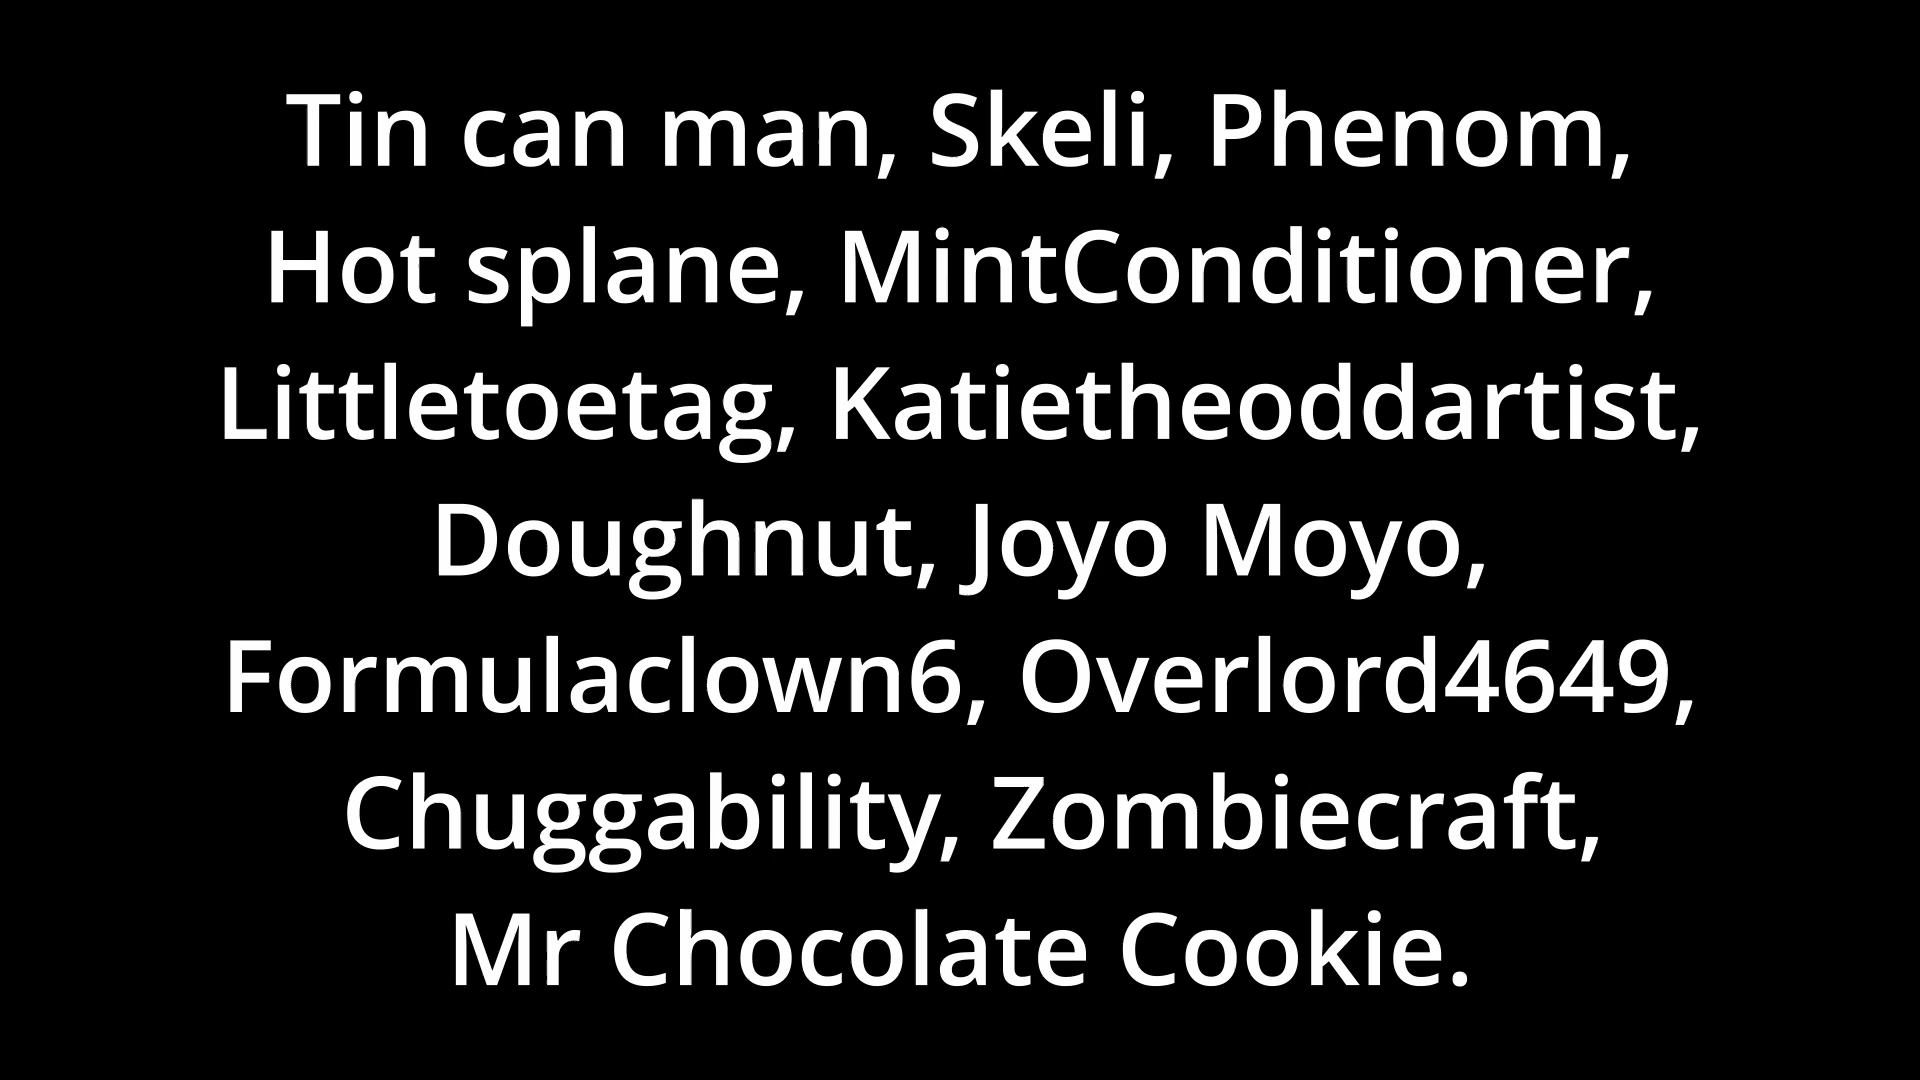 Tin can man, Skeli, Phenom,
Hot splane, MintConditioner,
Littletoetag, Katietheoddartist,
Doughnut, Joyo Moyo,
Formulaclown6, Overlord4649,
Chuggability, Zombiecraft,
Mr Chocolate Cookie.